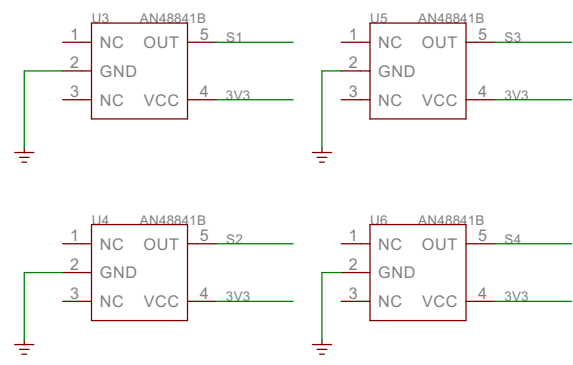 U3 AN48841B U5 AN48841B
1 NC OUT 5 S1 1 NC OUT 5 S3
2 GND 2 GND
3 NC VCC 4 3V3 3 NC VCC 4 3V3
U4 AN48841B U6 AN48841B
1 NC OUT 5 S2 1 NC OUT 5 S4
2 GND 2 GND
3 NC VCC 4 3V3 3 NC VCC 4 3V3